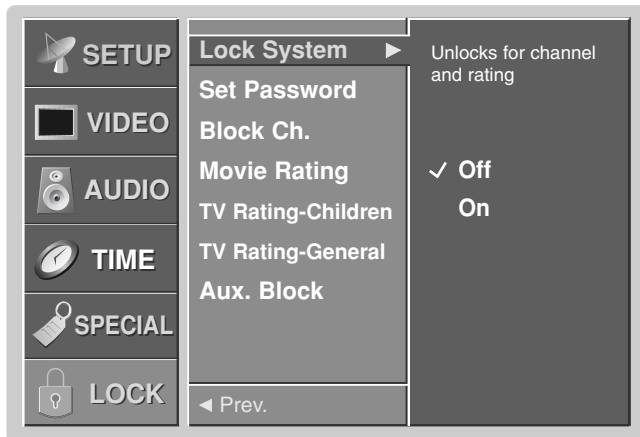 SETUP
VIDEO
AUDIO
TIME
SPECIAL
LOCK
Lock System ►
Set Password
Block Ch.
Movie Rating
TV Rating-Children
TV Rating-General
Aux. Block
◄ Prev.
Unlocks for channel
and rating
✓ Off
On